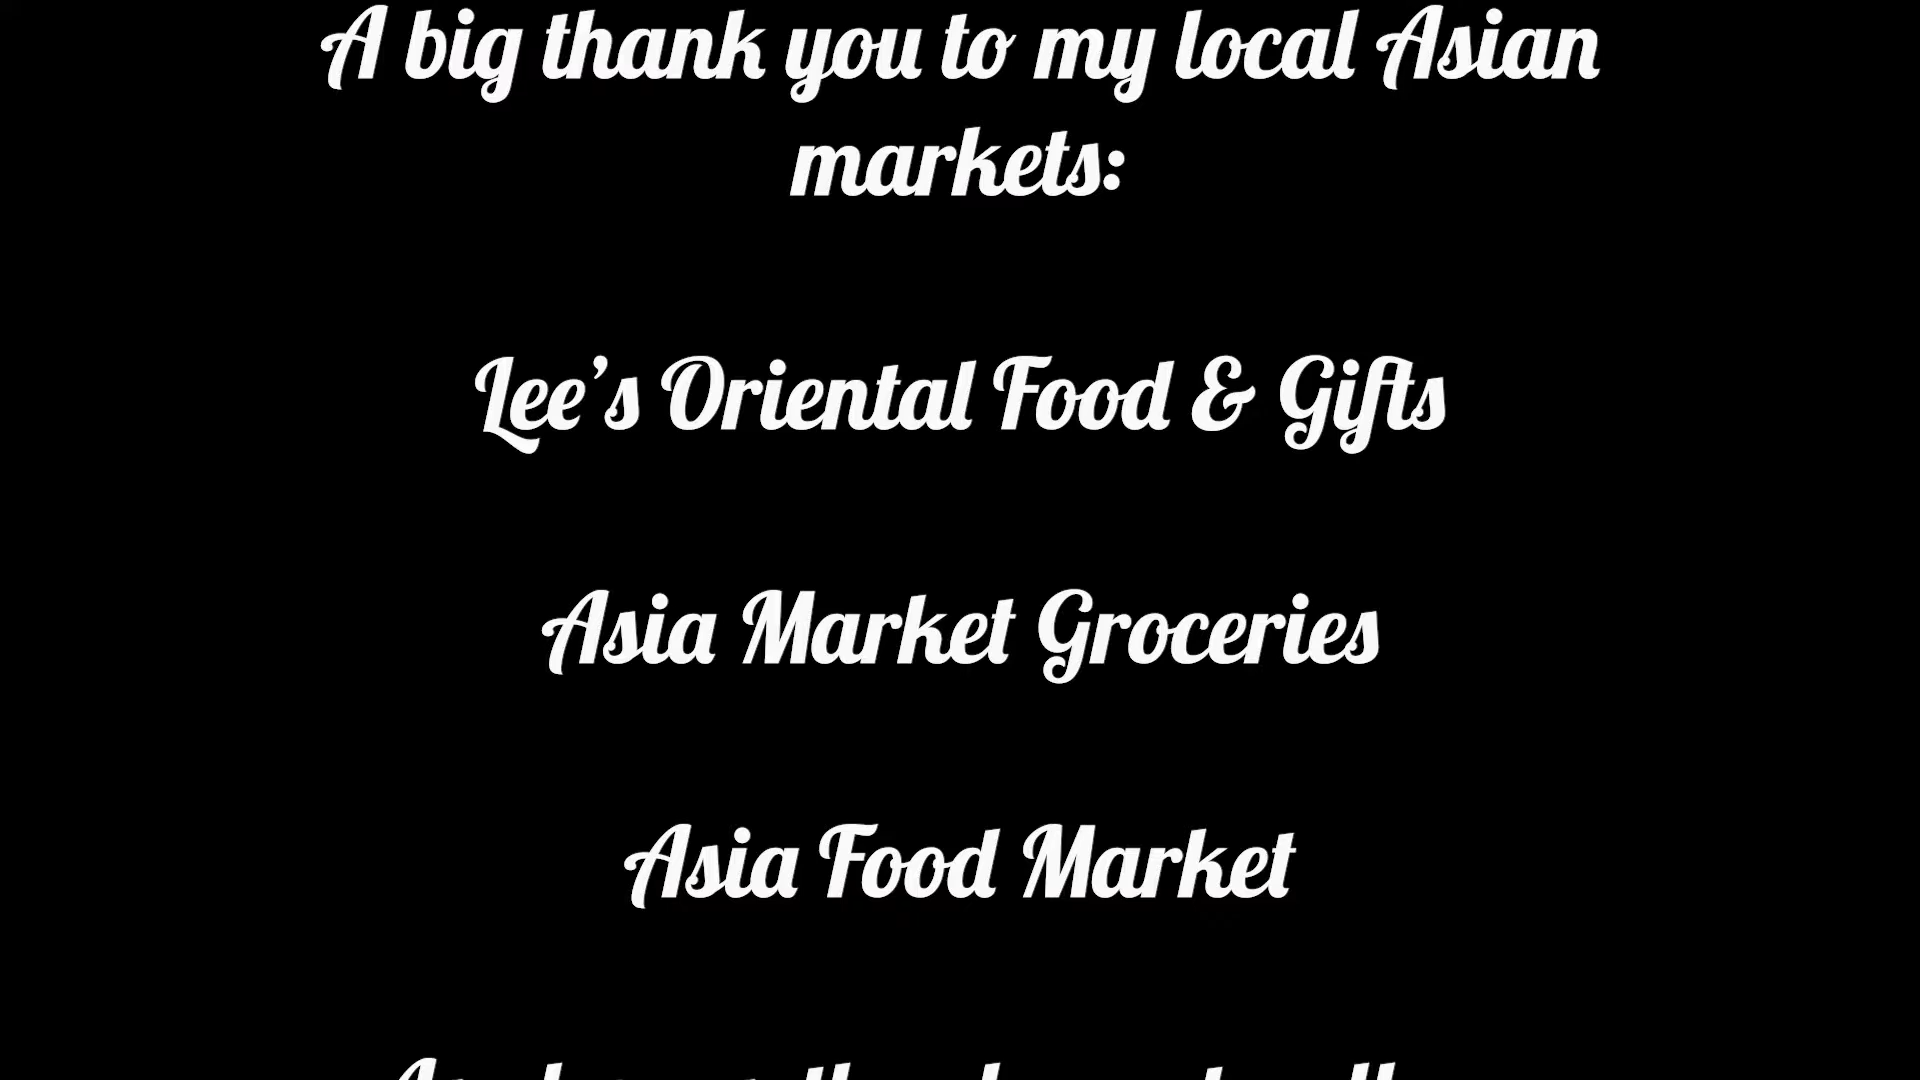 A big thank you to my local Asian
markets:
Lee's Oriental Food & Gifts
Asia Market Groceries
Asia Food Market